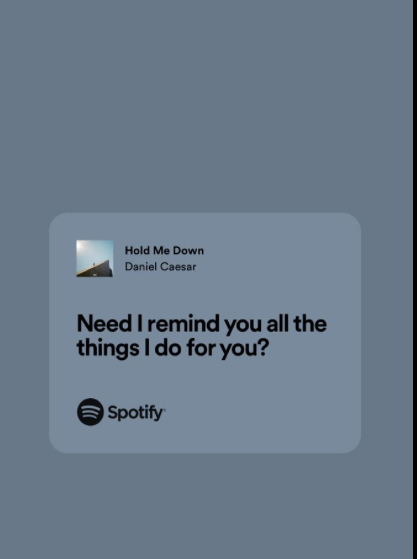 Hold Me Down
Daniel Caesar
Need I remind you all the
things I do for you?
Spotify